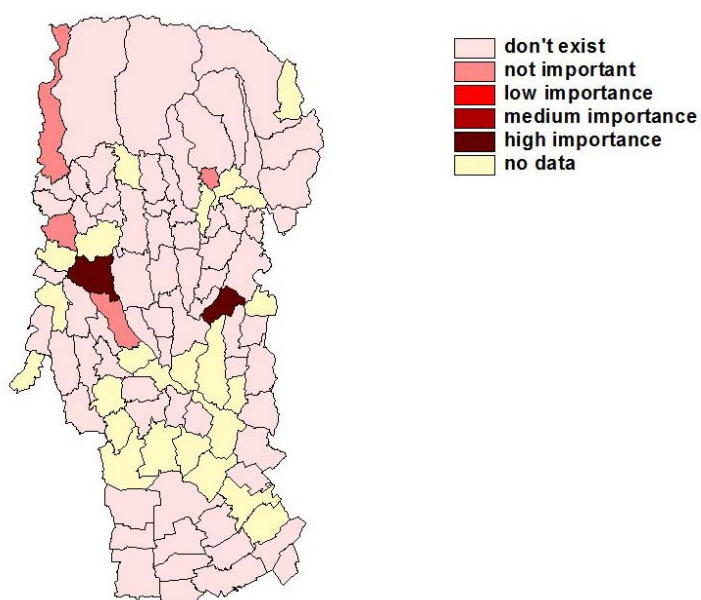 don't exist
not important
low importance
medium importance
high importance
no data